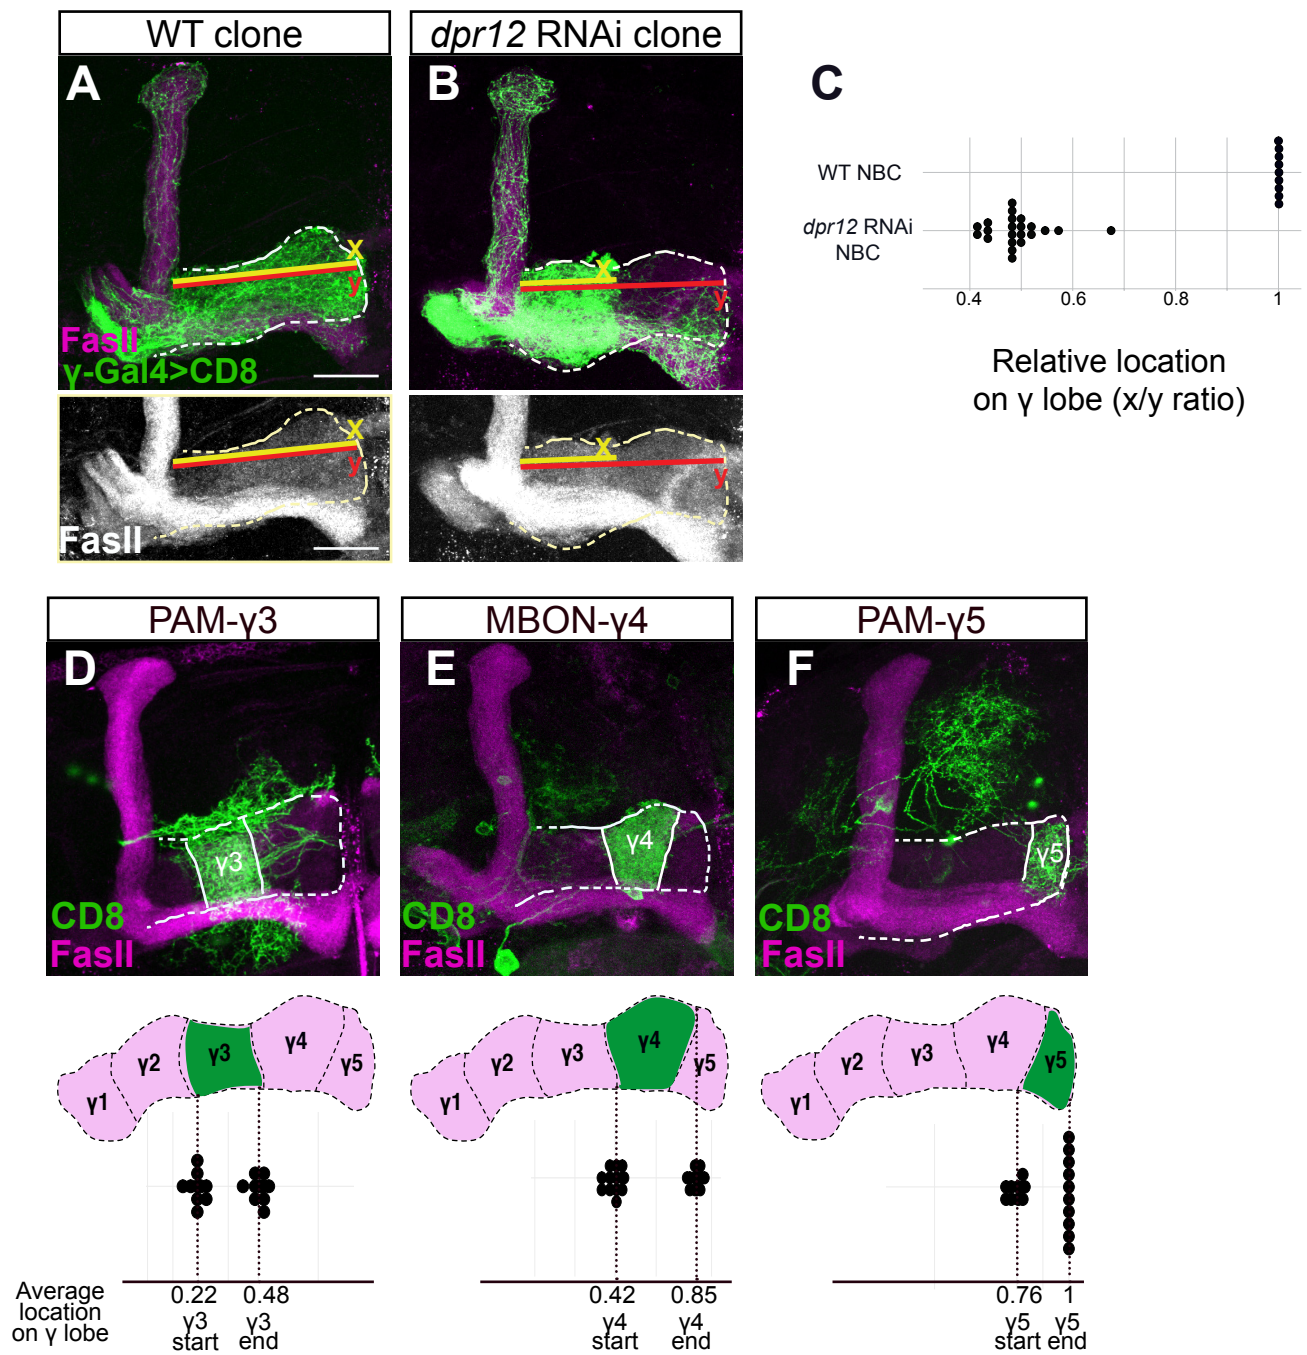 WT clone
dpr12 RNAi clone
A
B
C
X
y
FasII
γ-Gal4>CD8
X
y
X
y
FasII
X
y
WT NBC
dpr12 RNAi
NBC
0.4
0.6
0.8
1
Relative location
on γ lobe (x/y ratio)
PAM-γ3
MBON-γ4
PAM-γ5
D
γ3
CD8
FasII
E
γ4
CD8
FasII
F
γ5
CD8
FasII
γ1
γ2
γ3
γ4
γ5
γ1
γ2
γ3
γ4
γ5
γ1
γ2
γ3
γ4
γ5
Average
location
on γ lobe
0.22
γ3
start
0.48
γ3
end
0.42
γ4
start
0.85
γ4
end
0.76
γ5
start
1
γ5
end